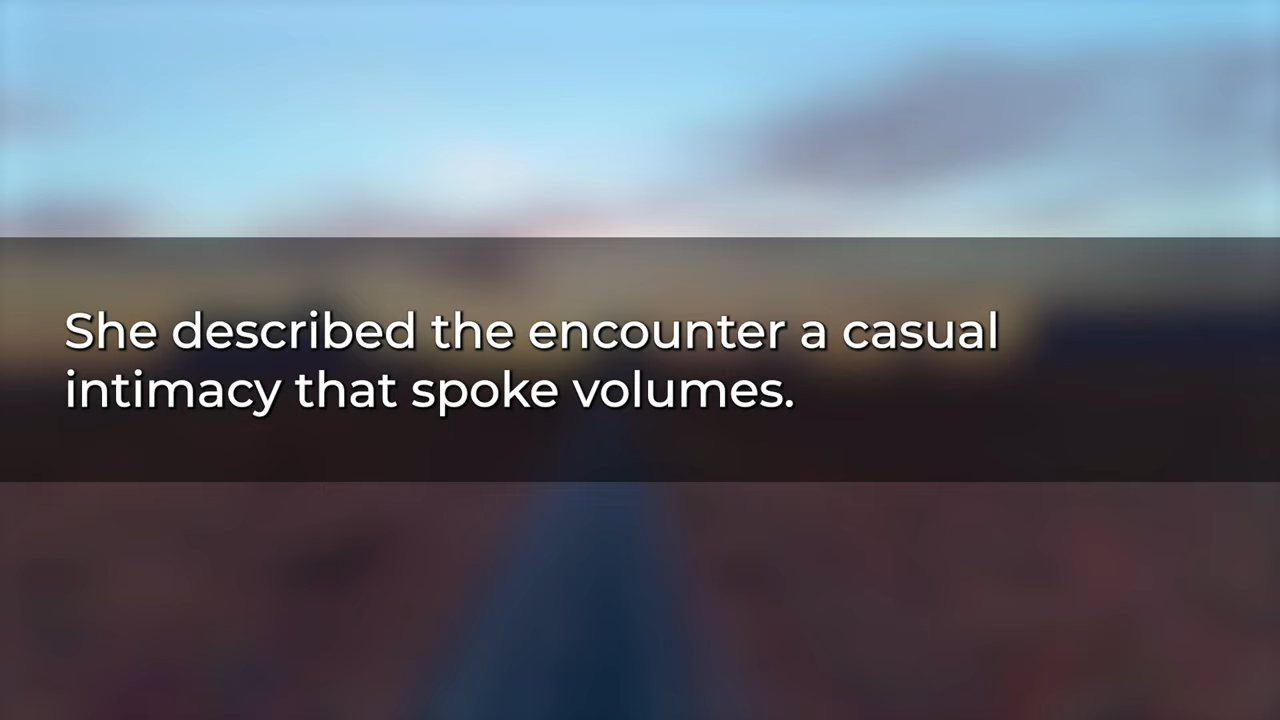 She described the encounter a casual
intimacy that spoke volumes.